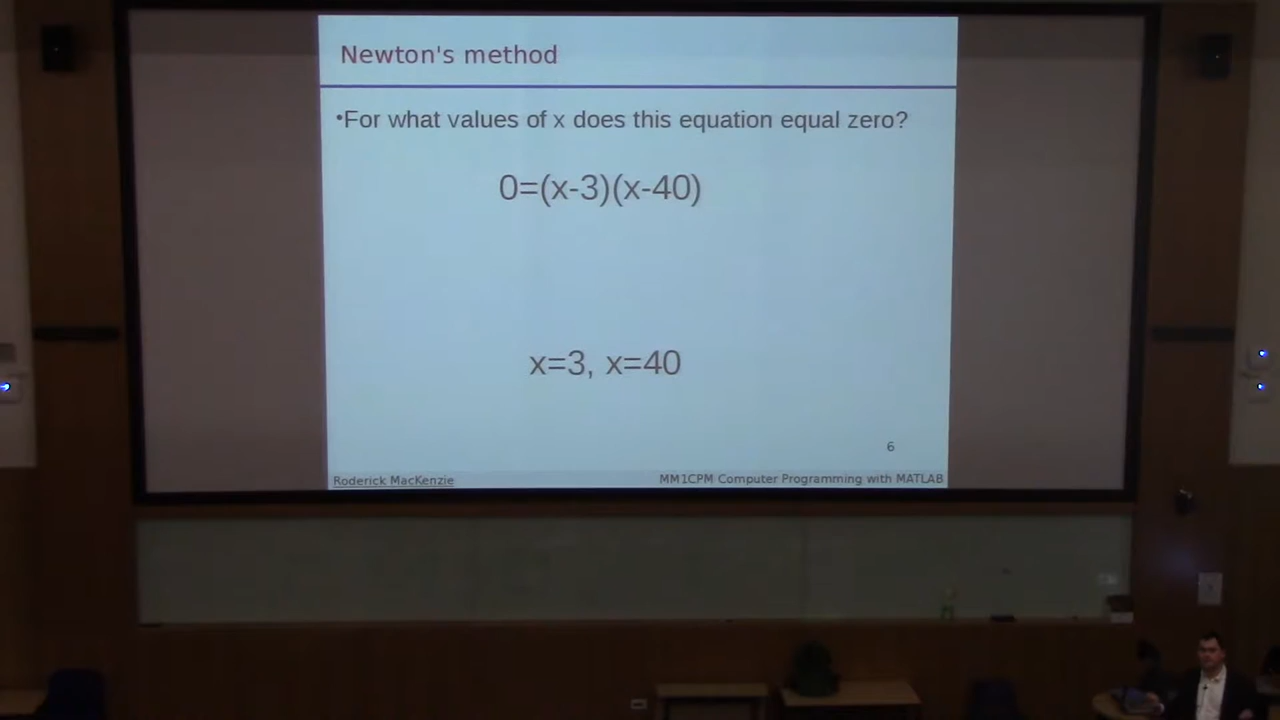 Newton's method
•For what values of x does this equation equal zero?
0=(x-3)(x-40)
x=3, x=40
6
Roderick MacKenzie
MM1CPM Computer Programming with MATLAB